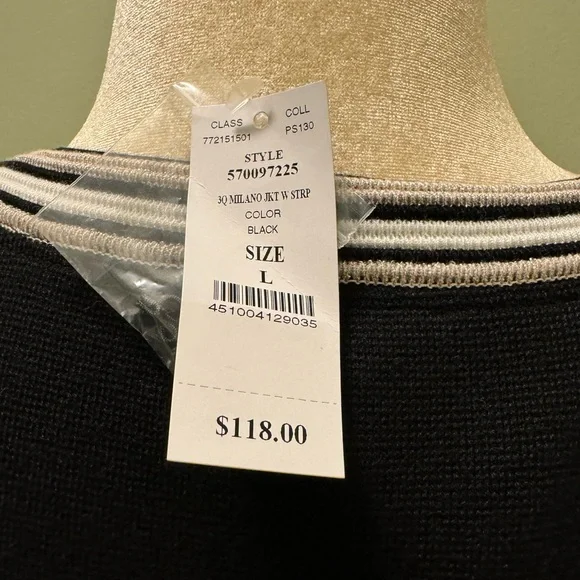 CLASS COLL
772151501 PS130
STYLE
570097225
3Q MILANO JKT W STRP
COLOR
BLACK
SIZE
L
451004129035
$118.00